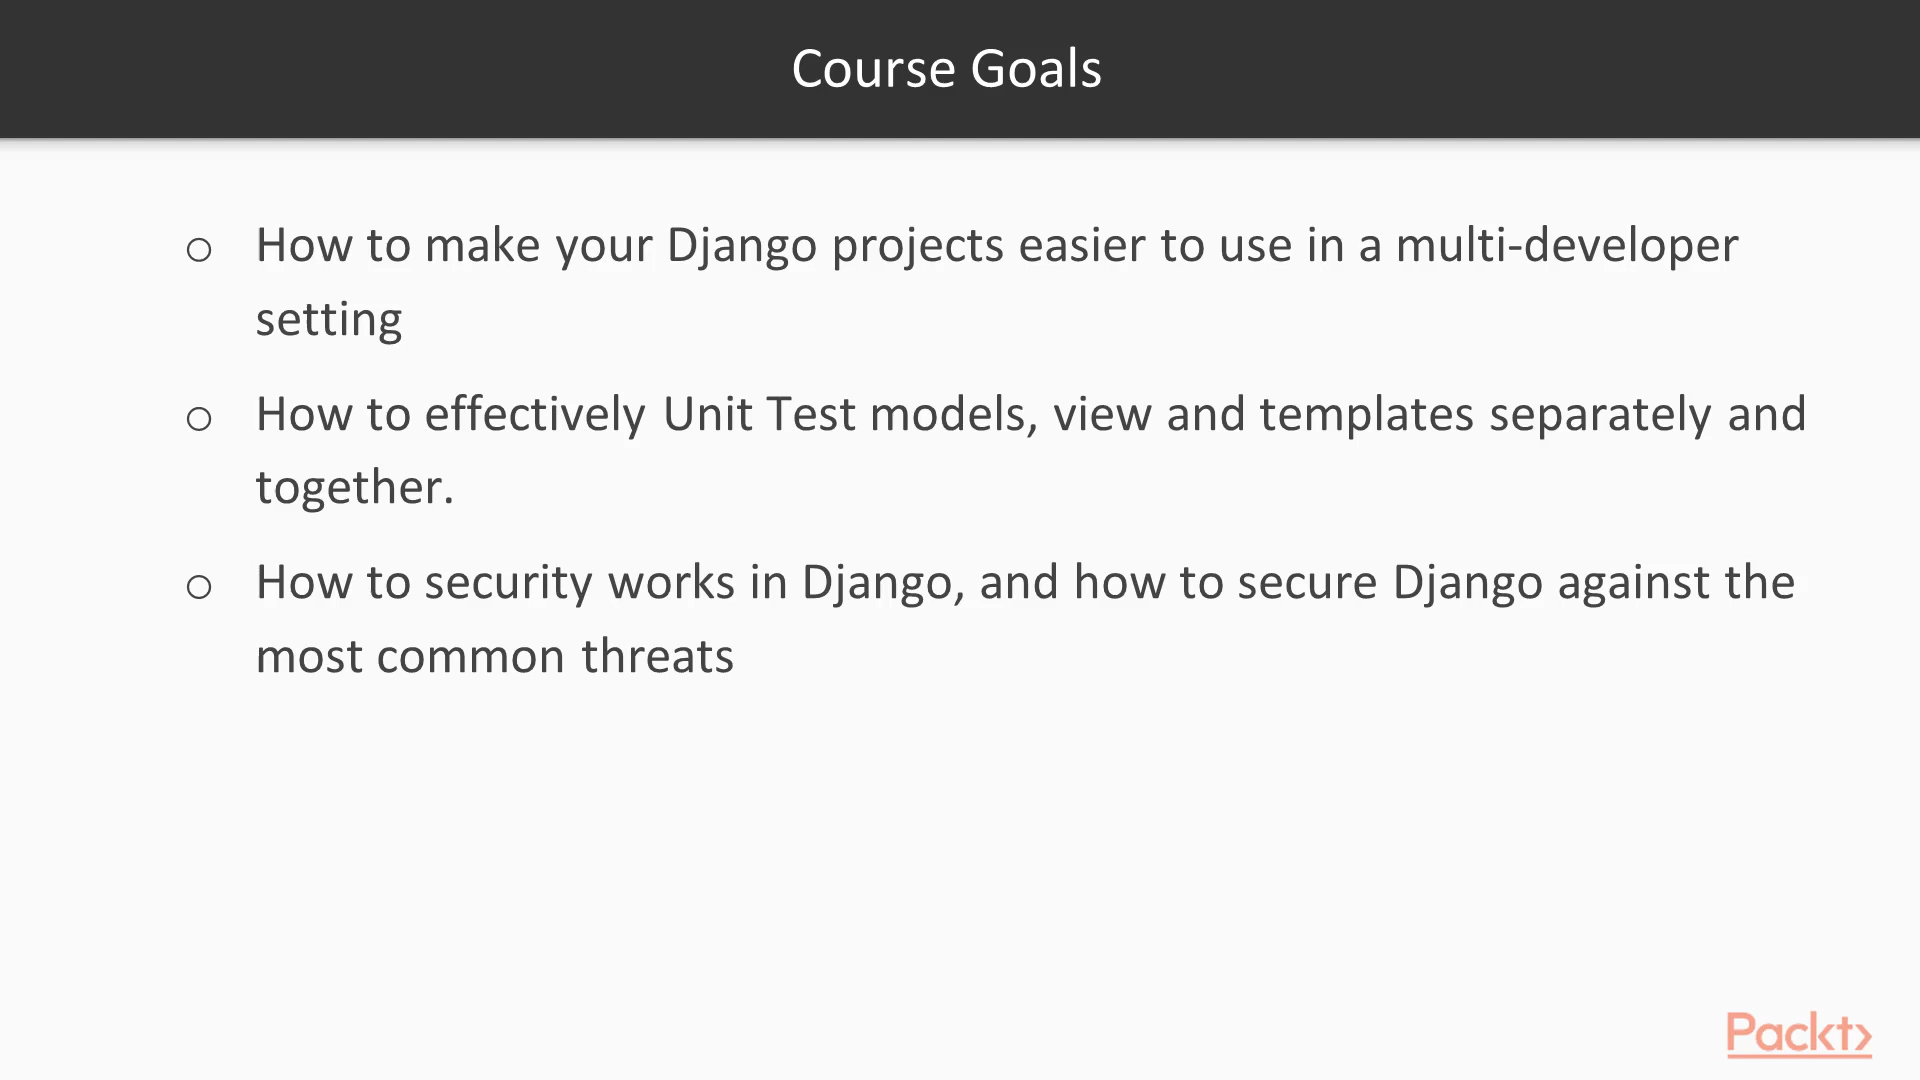 Course Goals
○ How to make your Django projects easier to use in a multi-developer
setting
○ How to effectively Unit Test models, view and templates separately and
together.
○ How to security works in Django, and how to secure Django against the
most common threats
Packt>